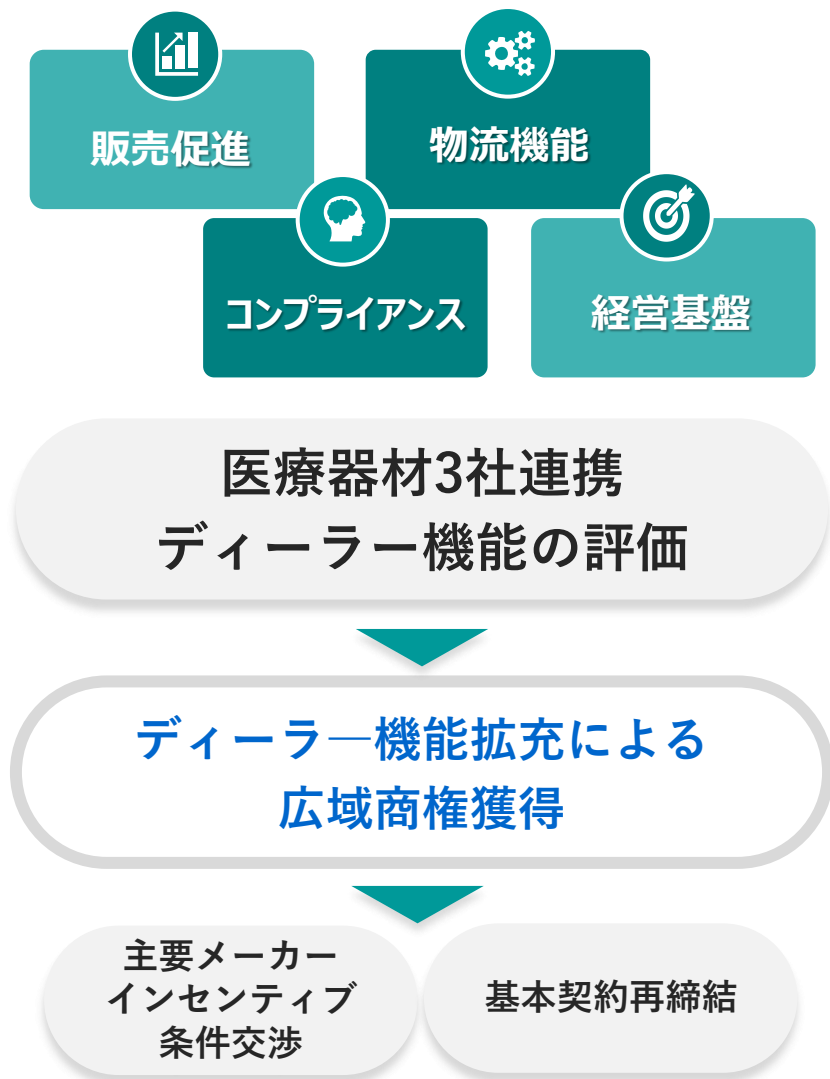 販売促進
物流機能
コンプライアンス
経営基盤
医療器材3社連携
ディーラー機能の評価
ディーラ―機能拡充による
広域商権獲得
主要メーカー
インセンティブ
条件交渉
基本契約再締結